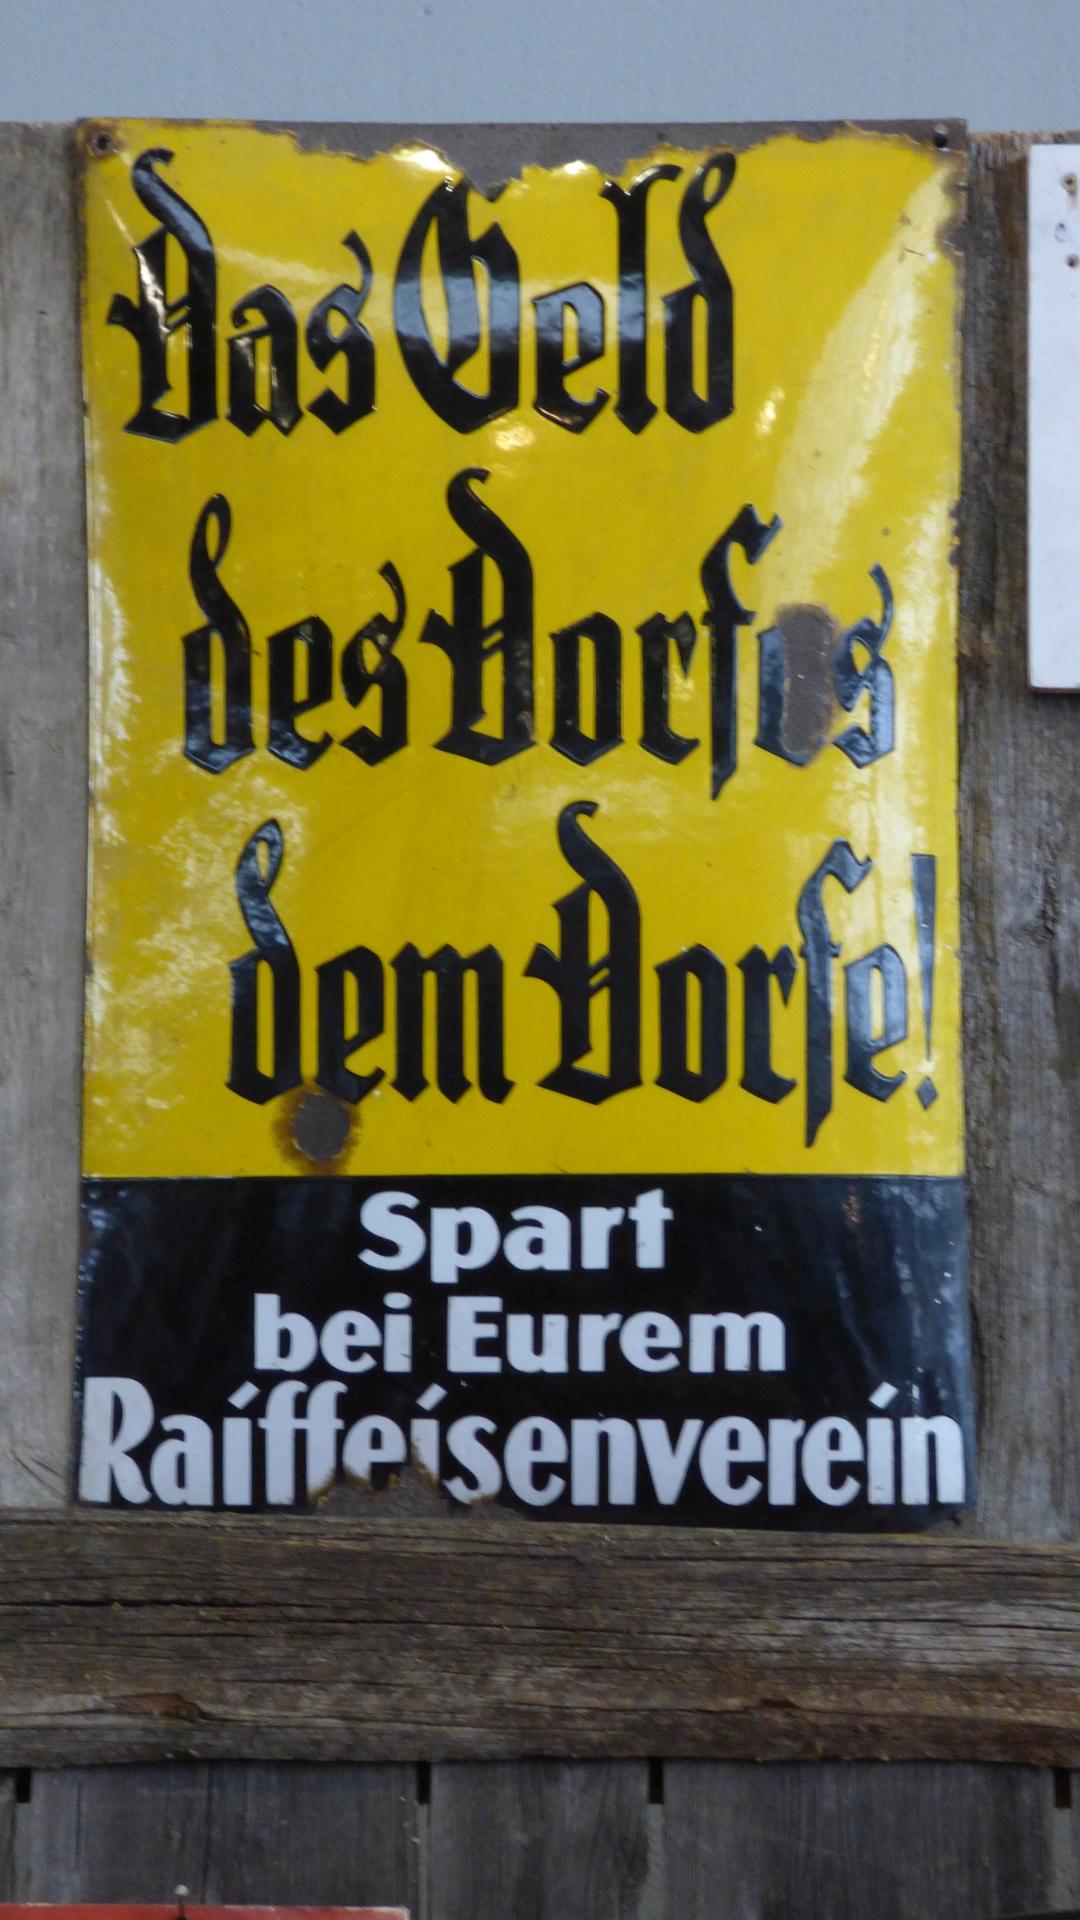 Das Geld
des Dorfes
dem Dorfe!
Spart
bei Eurem
Raiffeisenverein